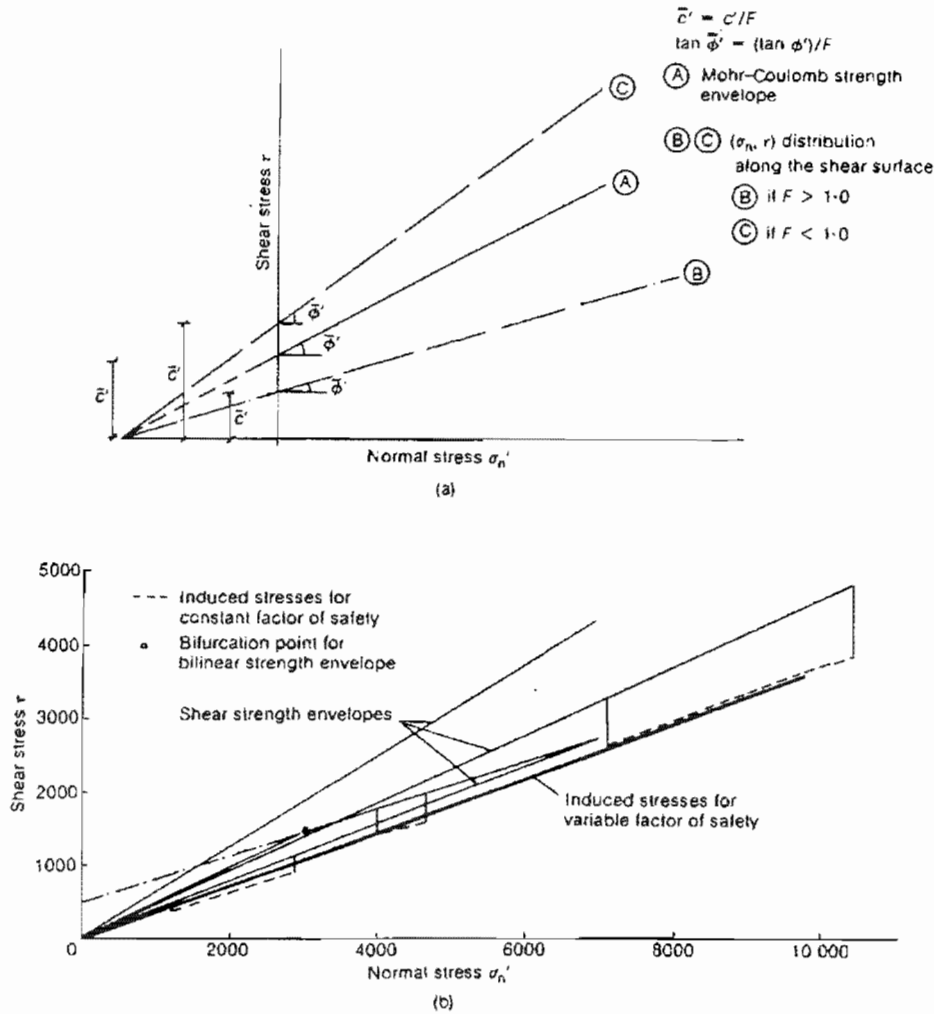 c̄' = c'/F
tan φ̄' = (tan φ')/F
Ⓐ Mohr–Coulomb strength
envelope
Ⓑ Ⓒ (σn, r) distribution
along the shear surface
Ⓑ if F > 1·0
Ⓒ if F < 1·0
Ⓒ
Ⓐ
Ⓑ
Shear stress r
φ̄'
φ̄'
φ̄
c̄'
c̄'
c̄'
Normal stress σn'
(a)
5000
4000
3000
2000
1000
0
Shear stress r
--- Induced stresses for
constant factor of safety
Bifurcation point for
bilinear strength envelope
Shear strength envelopes
Induced stresses for
variable factor of safety
2000
4000
6000
8000
10 000
Normal stress σn'
(b)